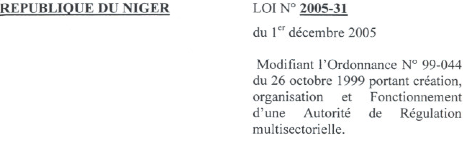 REPUBLIQUE DU NIGER
LOI N° 2005-31
du 1er décembre 2005
Modifiant l'Ordonnance N° 99-044
du 26 octobre 1999 portant création,
organisation et Fonctionnement
d'une Autorité de Régulation
multisectorielle.